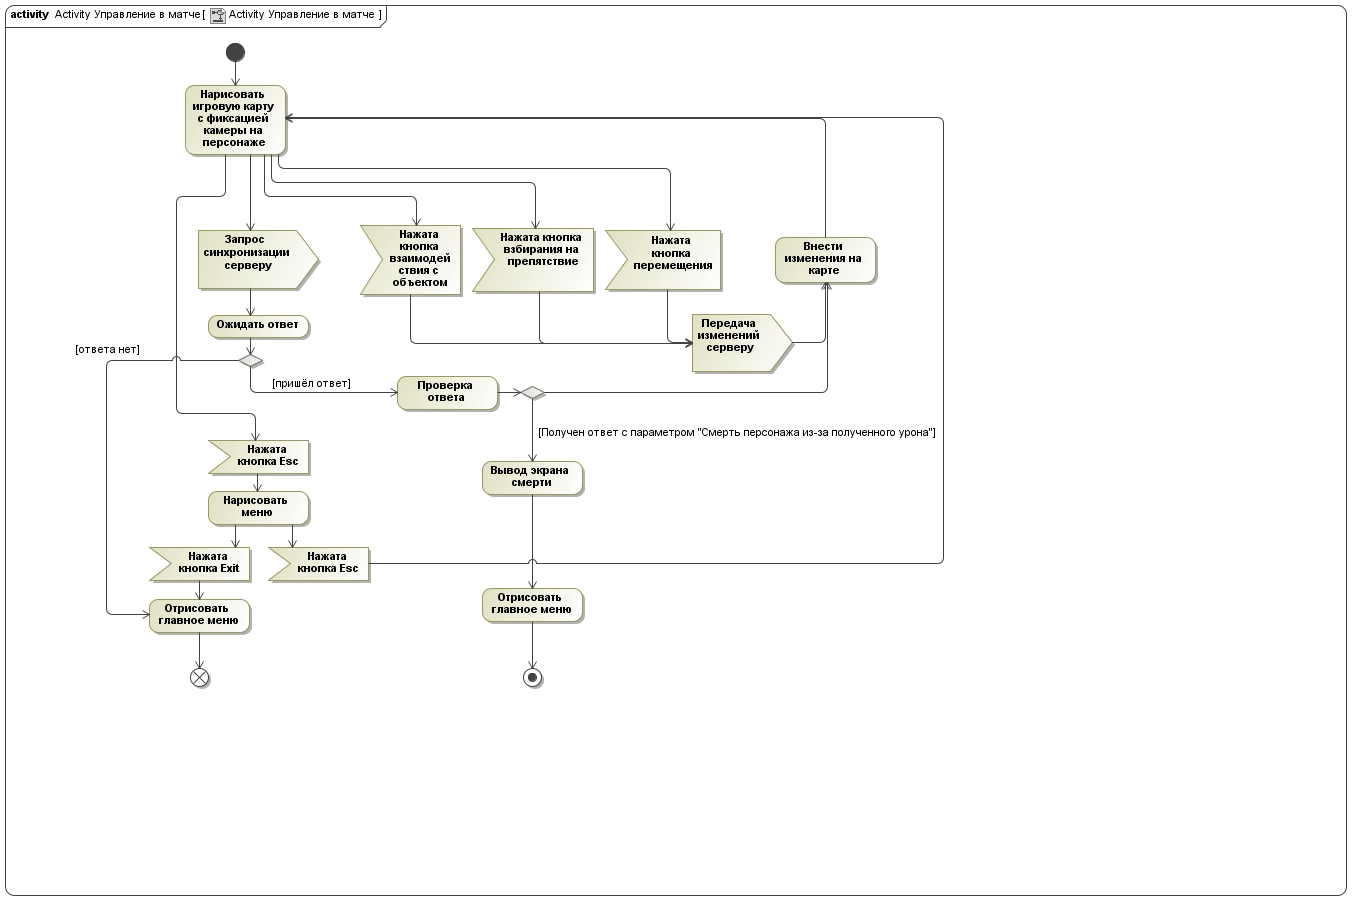 activity Activity Управление в матче [ Activity Управление в матче ]
Нарисовать
игровую карту
с фиксацией
камеры на
персонаже
Запрос
синхронизации
серверу
Нажата
кнопка
взаимодей
ствия с
объектом
Нажата кнопка
взбирания на
препятствие
Нажата
кнопка
перемещения
Внести
изменения на
карте
Ожидать ответ
Передача
изменений
серверу
[ответа нет]
[пришёл ответ]
Проверка
ответа
[Получен ответ с параметром "Смерть персонажа из-за полученного урона"]
Нажата
кнопка Esc
Вывод экрана
смерти
Нарисовать
меню
Нажата
кнопка Exit
Нажата
кнопка Esc
Отрисовать
главное меню
Отрисовать
главное меню